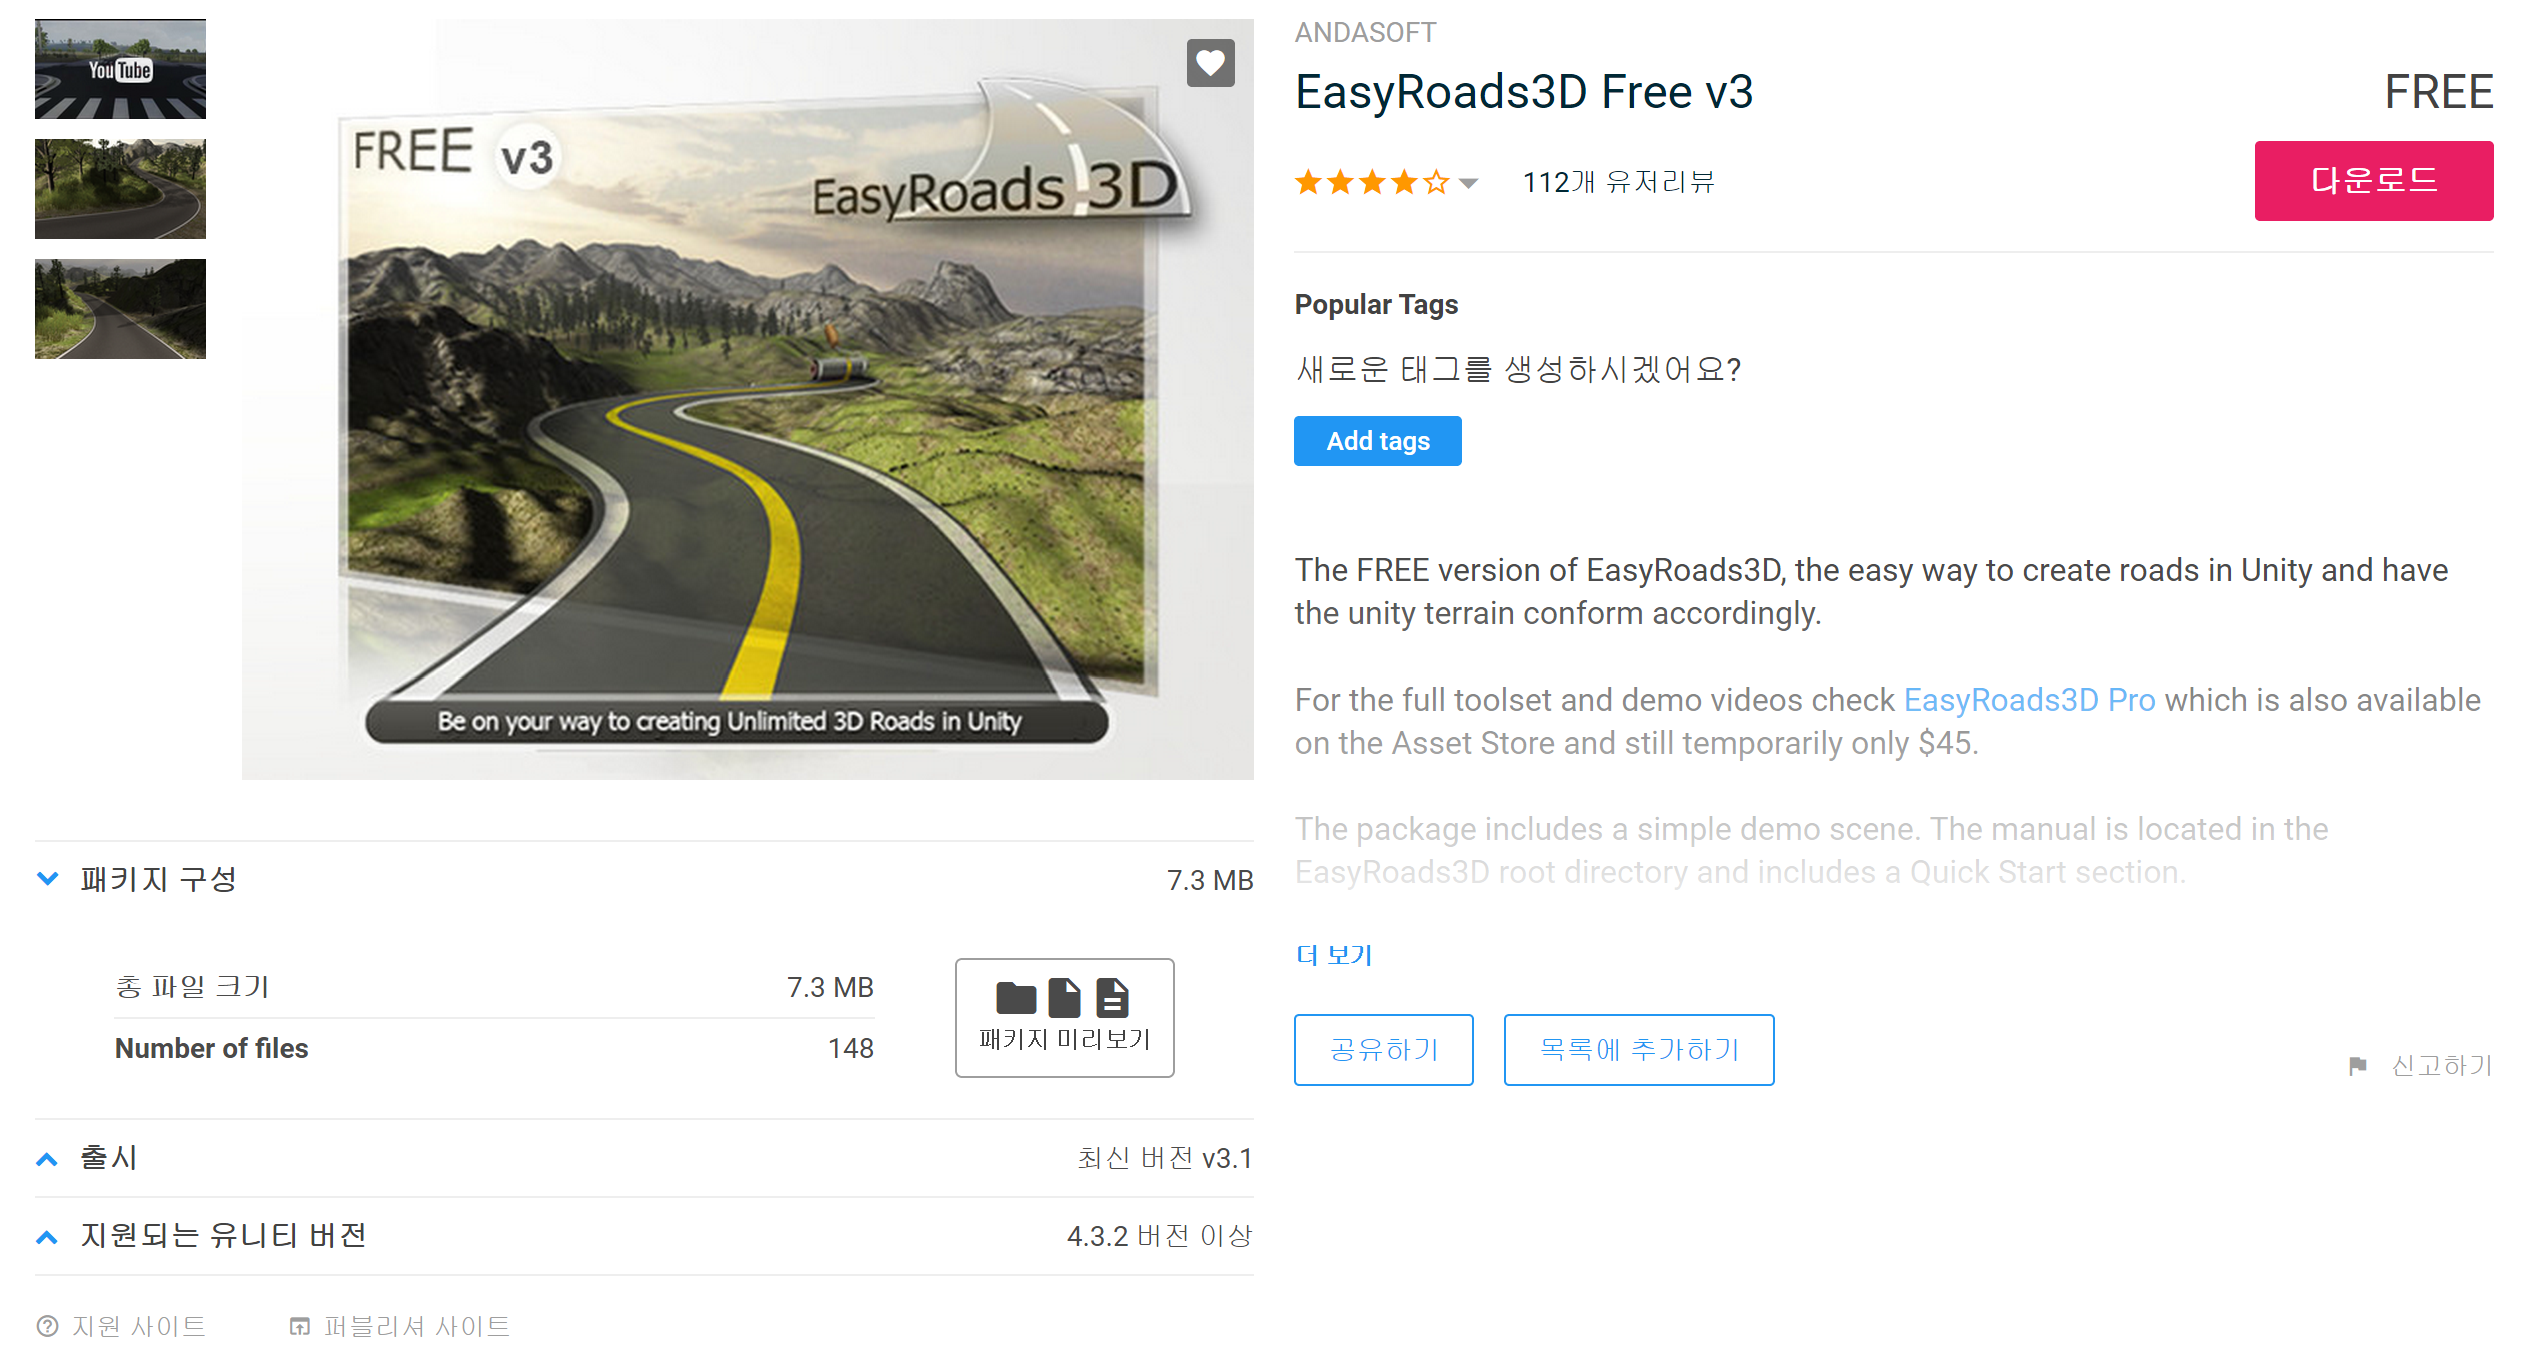 YouTube
FREE v3
EasyRoads 3D
Be on your way to creating Unlimited 3D Roads in Unity
패키지 구성 7.3 MB
총 파일 크기 7.3 MB
Number of files 148
패키지 미리보기
출시 최신 버전 v3.1
지원되는 유니티 버전 4.3.2 버전 이상
지원 사이트 퍼블리셔 사이트
ANDASOFT
EasyRoads3D Free v3 FREE
112개 유저리뷰
다운로드
Popular Tags
새로운 태그를 생성하시겠어요?
Add tags
The FREE version of EasyRoads3D, the easy way to create roads in Unity and have
the unity terrain conform accordingly.
For the full toolset and demo videos check EasyRoads3D Pro which is also available
on the Asset Store and still temporarily only $45.
The package includes a simple demo scene. The manual is located in the
EasyRoads3D root directory and includes a Quick Start section.
더 보기
공유하기 목록에 추가하기
신고하기